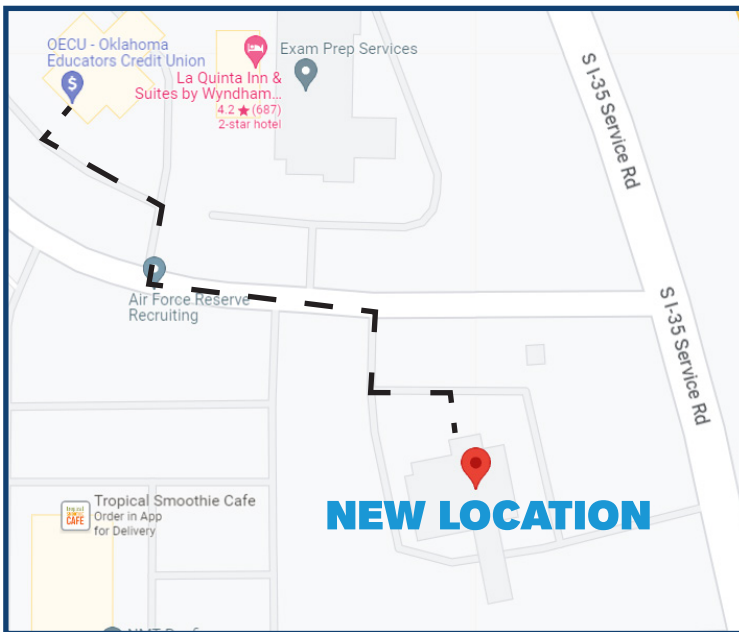 OECU - Oklahoma
Educators Credit Union
$
La Quinta Inn &
Suites by Wyndham...
4.2 ★ (687)
2-star hotel
Exam Prep Services
S I-35 Service Rd
Air Force Reserve
Recruiting
S I-35 Service Rd
Tropical Smoothie Cafe
Order in App
for Delivery
CAFE
NEW LOCATION